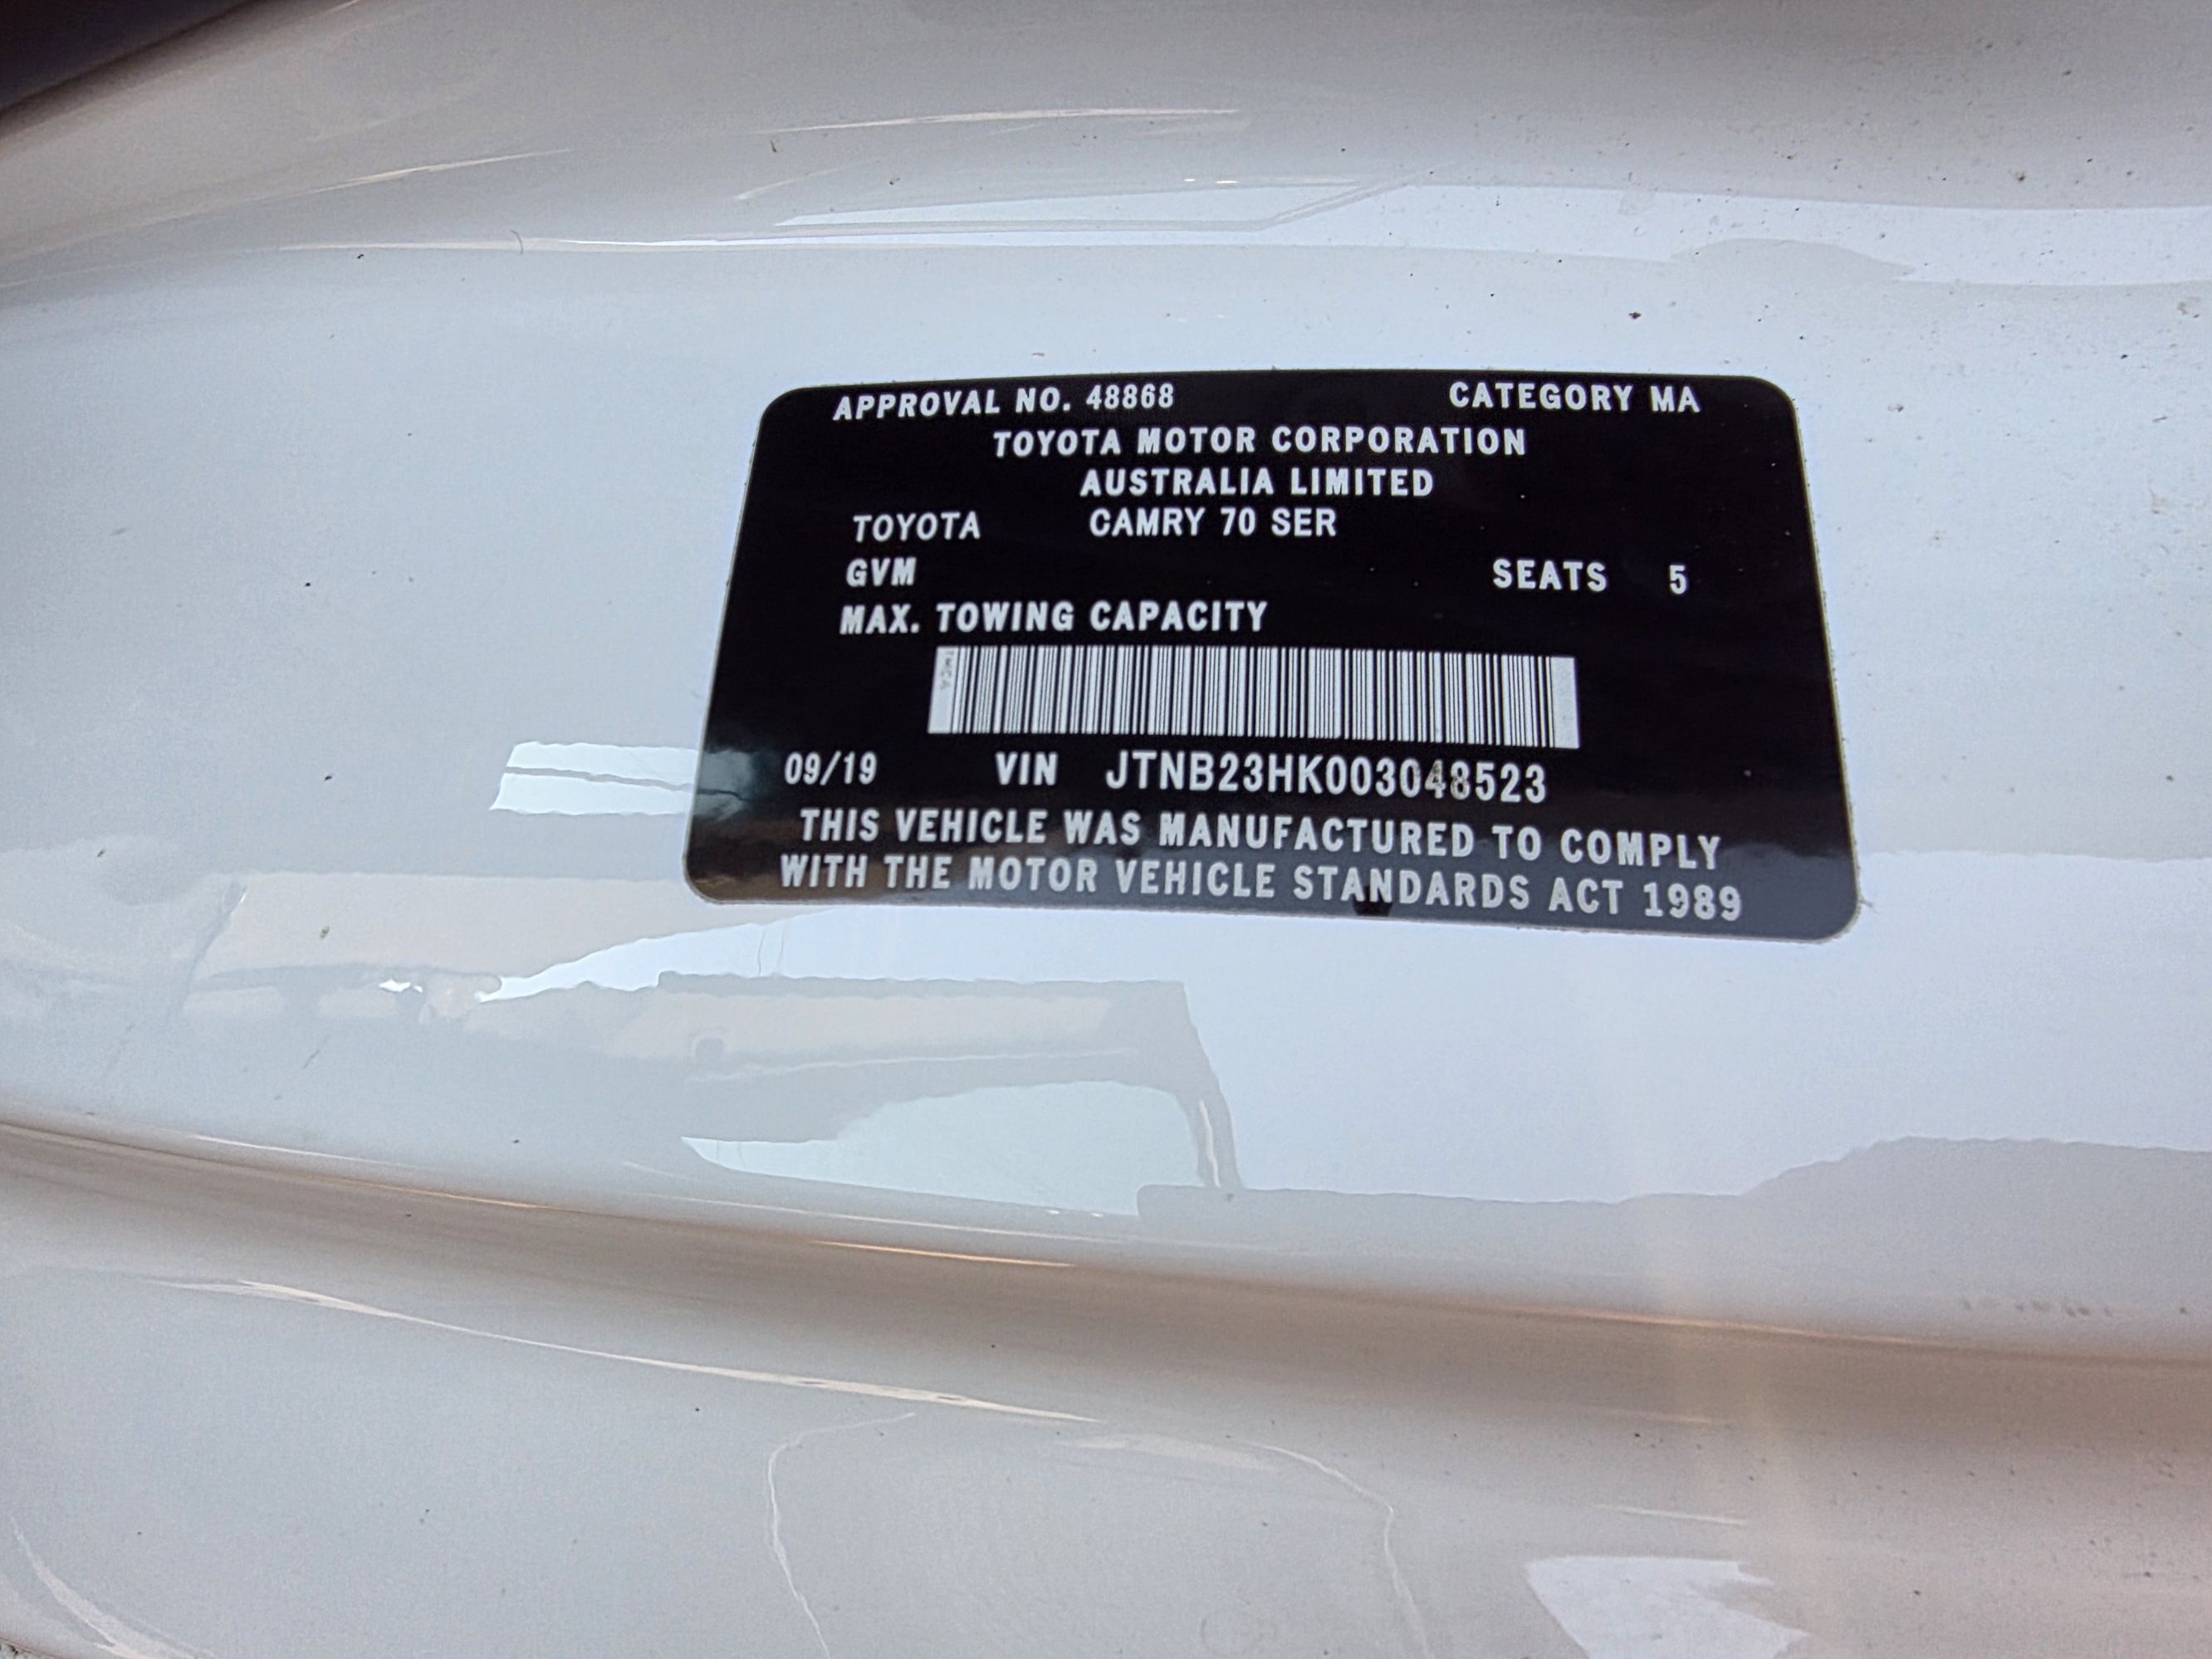 APPROVAL NO. 48868 CATEGORY MA
TOYOTA MOTOR CORPORATION
AUSTRALIA LIMITED
TOYOTA CAMRY 70 SER
GVM SEATS 5
MAX. TOWING CAPACITY
09/19 VIN JTNB23HK003048523
THIS VEHICLE WAS MANUFACTURED TO COMPLY
WITH THE MOTOR VEHICLE STANDARDS ACT 1989